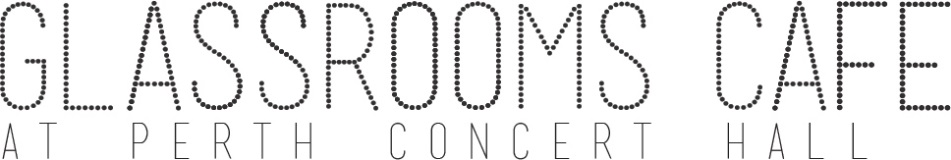 GLASSROOMS CAFE
AT PERTH CONCERT HALL